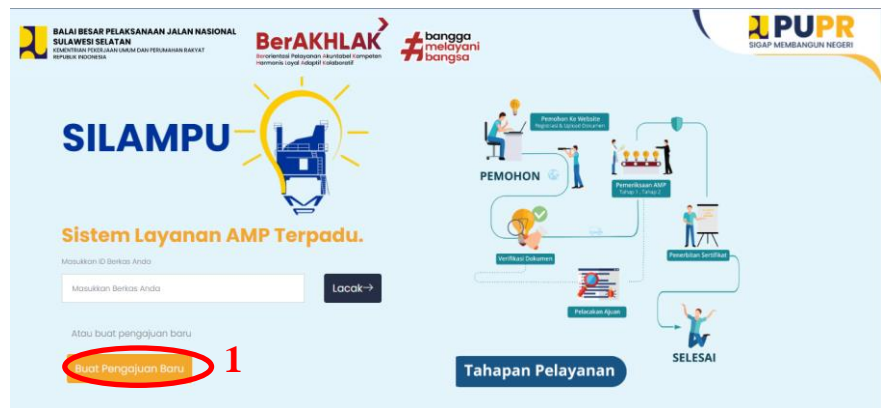 BALAI BESAR PELAKSANAAN JALAN NASIONAL
SULAWESI SELATAN
KEMENTRIAN PEKERJAAN UMUM DAN PERUMAHAN RAKYAT
REPUBLIK INDONESIA
BerAKHLAK
Berorientasi Pelayanan Akuntabel Kompeten
Harmonis Loyal Adaptif Kolaboratif
#bangga
melayani
bangsa
PUPR
SIGAP MEMBANGUN NEGERI
SILAMPU
Sistem Layanan AMP Terpadu.
Masukkan ID Berkas Anda
Masukkan Berkas Anda
Lacak→
Atau buat pengajuan baru
Buat Pengajuan Baru
1
Pemohon Ke Website
Registrasi & Upload Dokumen
PEMOHON
Pemeriksaan AMP
Tahap 1 , Tahap 2
Verifikasi Dokumen
Penerbitan Sertifikat
Pelacakan Ajuan
SELESAI
Tahapan Pelayanan